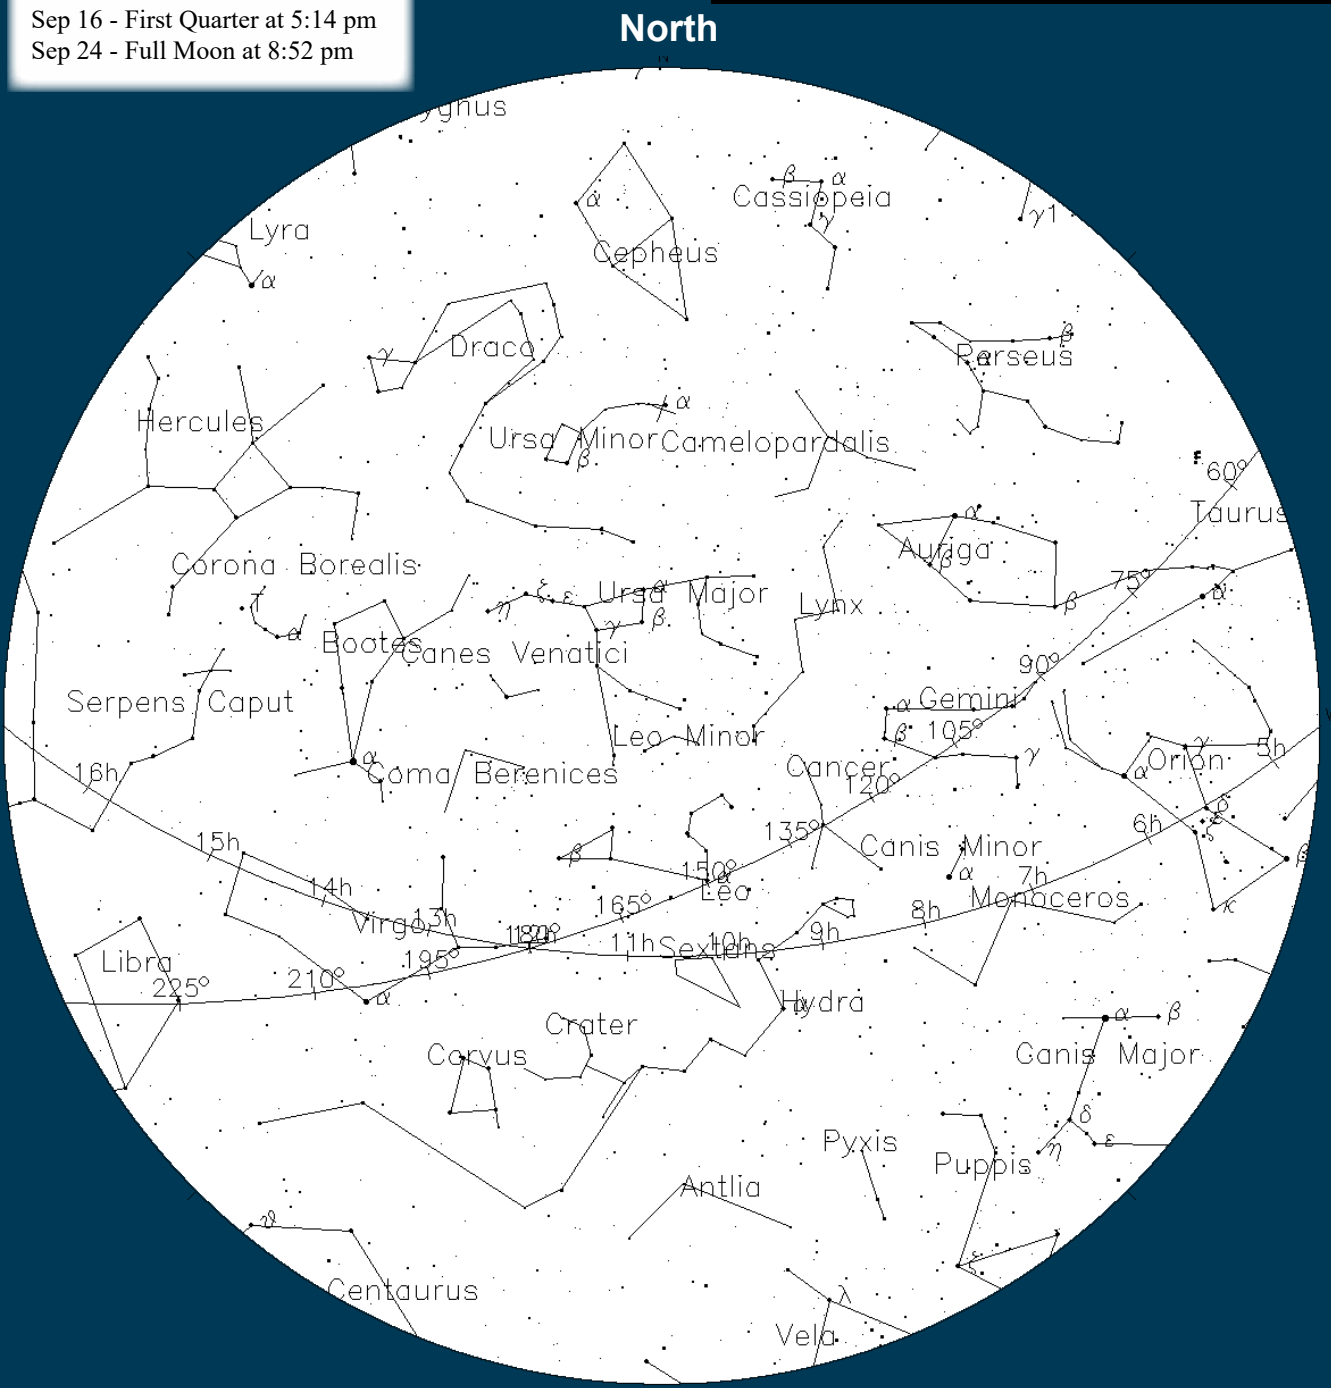 Sep 16 - First Quarter at 5:14 pm
Sep 24 - Full Moon at 8:52 pm
North
N
ygnus
β α
Cassiopeia
γ
γ1
α
Lyra
α
Cepheus
γ
Draco
β
Perseus
α
α
Hercules
Ursa Minor
β
Camelopardalis
60°
Taurus
α
Auriga
β
β
75°
α
Corona Borealis
T
α
η ξ ε
Ursa Major
α
β
γ
Lynx
Bootes
Canes Venatici
90°
Serpens Caput
α
Gemini
β
105°
γ
Leo Minor
α
Coma Berenices
Cancer
120°
16h
γ
5h
Orion
α
δ
ξ
6h
β
κ
135°
15h
β
Canis Minor
α
7h
150°
α
Leo
14h
165°
Monoceros
8h
Virgo
13h
180°
11h
Sextans
10h
9h
195°
Libra
225°
210°
α
Hydra
α
Crater
α β
Corvus
Canis Major
δ
η ε
Pyxis
Puppis
Antlia
ϑ
ξ
Centaurus
λ
Vela